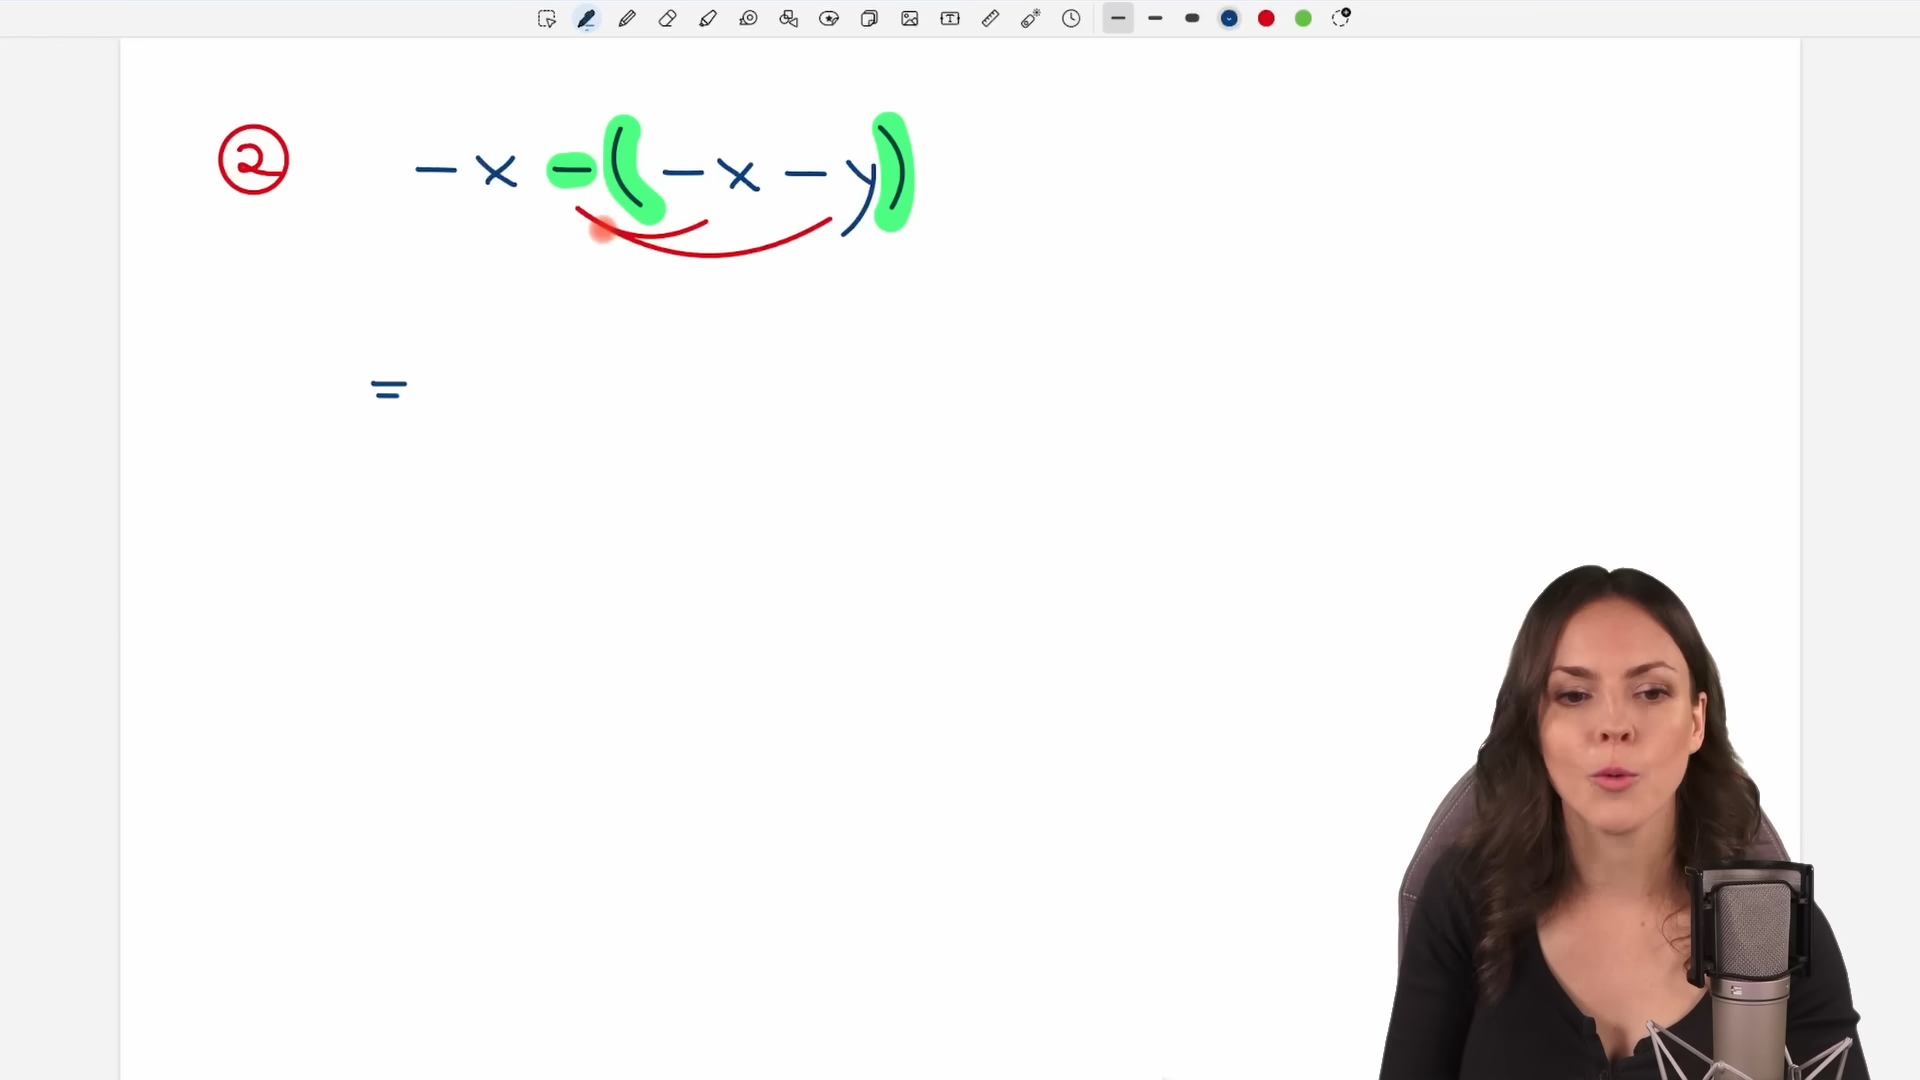 ② - x - ( - x - y )
=